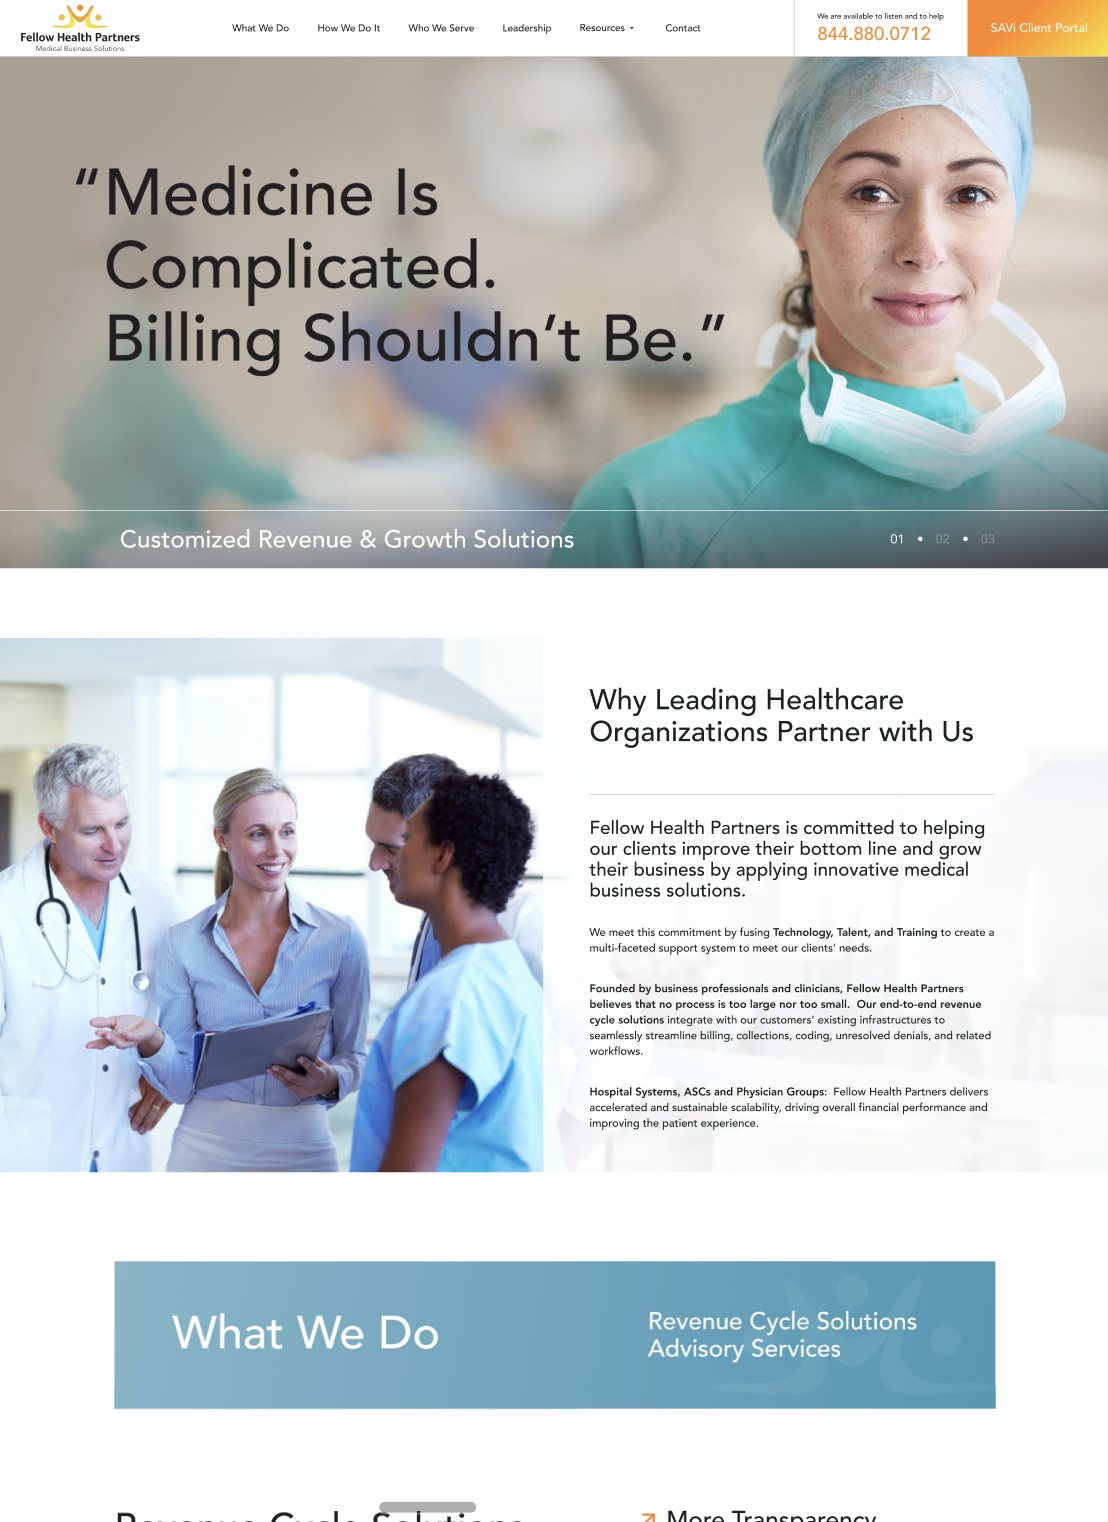 Fellow Health Partners
Medical Business Solutions
What We Do
How We Do It
Who We Serve
Leadership
Resources
Contact
We are available to listen and to help
844.880.0712
SAVi Client Portal
“Medicine Is
Complicated.
Billing Shouldn’t Be.”
Customized Revenue & Growth Solutions
01 • 02 • 03
Why Leading Healthcare
Organizations Partner with Us
Fellow Health Partners is committed to helping
our clients improve their bottom line and grow
their business by applying innovative medical
business solutions.
We meet this commitment by fusing Technology, Talent, and Training to create a
multi-faceted support system to meet our clients’ needs.
Founded by business professionals and clinicians, Fellow Health Partners
believes that no process is too large nor too small.  Our end-to-end revenue
cycle solutions integrate with our customers’ existing infrastructures to
seamlessly streamline billing, collections, coding, unresolved denials, and related
workflows.
Hospital Systems, ASCs and Physician Groups:  Fellow Health Partners delivers
accelerated and sustainable scalability, driving overall financial performance and
improving the patient experience.
What We Do
Revenue Cycle Solutions
Advisory Services
Revenue Cycle Solutions
More Transparency